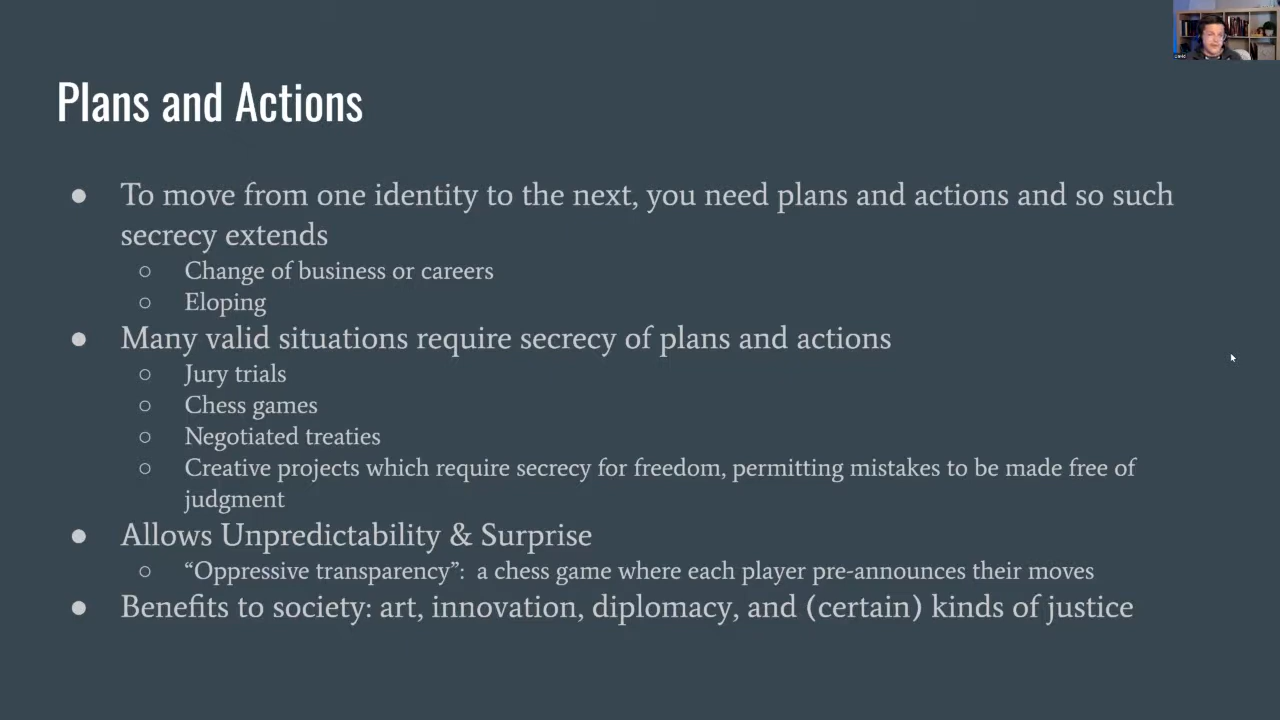 Plans and Actions
● To move from one identity to the next, you need plans and actions and so such
secrecy extends
○ Change of business or careers
○ Eloping
● Many valid situations require secrecy of plans and actions
○ Jury trials
○ Chess games
○ Negotiated treaties
○ Creative projects which require secrecy for freedom, permitting mistakes to be made free of
judgment
● Allows Unpredictability & Surprise
○ “Oppressive transparency”: a chess game where each player pre-announces their moves
● Benefits to society: art, innovation, diplomacy, and (certain) kinds of justice